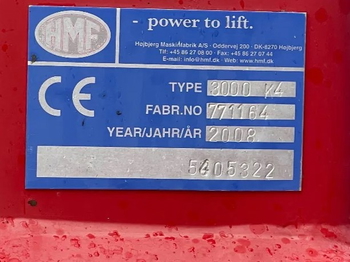 HMF
- power to lift.
Højbjerg Maskinfabrik A/S · Oddervej 200 · DK-8270 Højbjerg
Tlf: +45 86 27 08 00 · Fax: +45 86 27 07 44
E-mail: info@hmf.dk · Web: www.hmf.dk
CE
TYPE 3000 K4
FABR.NO 771164
YEAR/JAHR/ÅR 2008
5405322